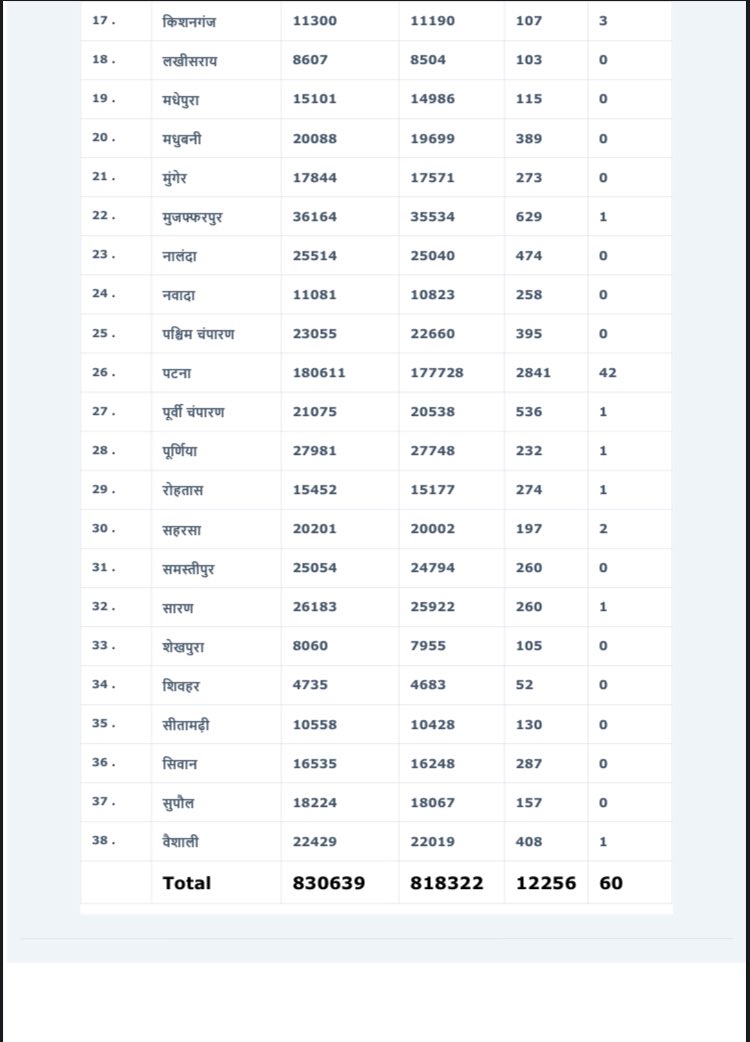 17. किशनगंज 11300 11190 107 3
18. लखीसराय 8607 8504 103 0
19. मधेपुरा 15101 14986 115 0
20. मधुबनी 20088 19699 389 0
21. मुंगेर 17844 17571 273 0
22. मुजफ्फरपुर 36164 35534 629 1
23. नालंदा 25514 25040 474 0
24. नवादा 11081 10823 258 0
25. पश्चिम चंपारण 23055 22660 395 0
26. पटना 180611 177728 2841 42
27. पूर्वी चंपारण 21075 20538 536 1
28. पूर्णिया 27981 27748 232 1
29. रोहतास 15452 15177 274 1
30. सहरसा 20201 20002 197 2
31. समस्तीपुर 25054 24794 260 0
32. सारण 26183 25922 260 1
33. शेखपुरा 8060 7955 105 0
34. शिवहर 4735 4683 52 0
35. सीतामढ़ी 10558 10428 130 0
36. सिवान 16535 16248 287 0
37. सुपौल 18224 18067 157 0
38. वैशाली 22429 22019 408 1
Total 830639 818322 12256 60